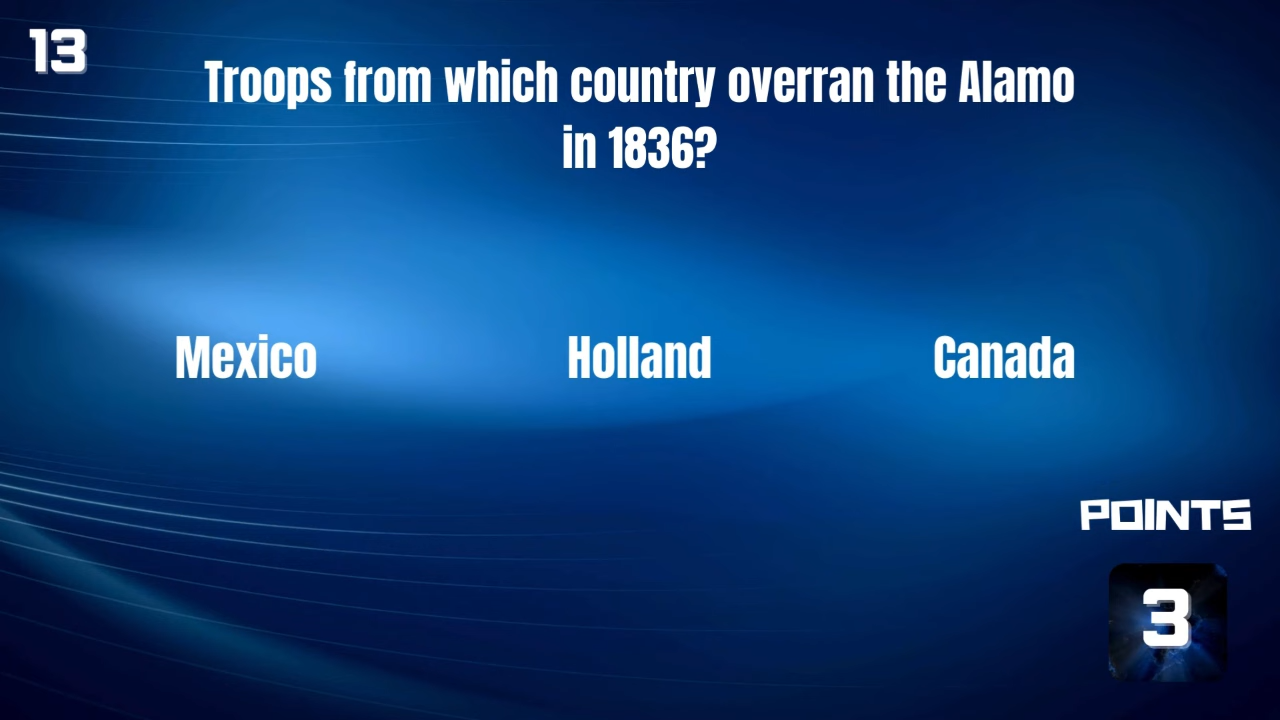 13
Troops from which country overran the Alamo
in 1836?
Mexico
Holland
Canada
POINTS
3